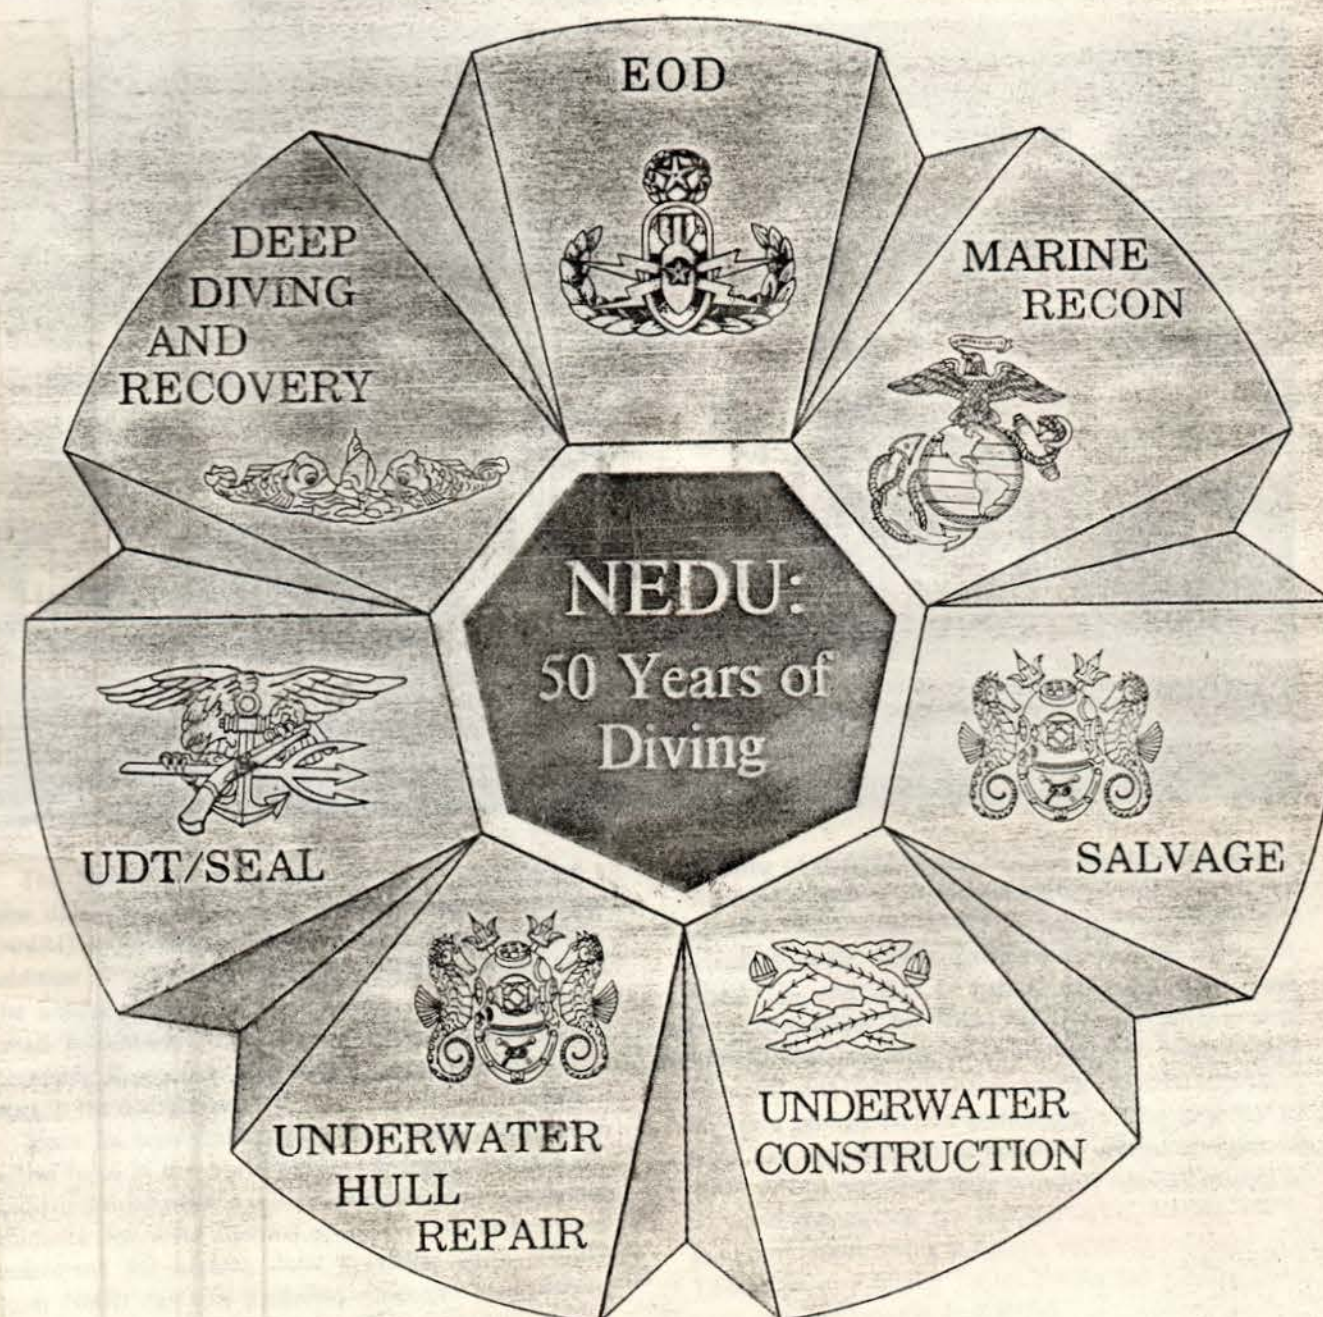 EOD
MARINE
RECON
DEEP
DIVING
AND
RECOVERY
NEDU:
50 Years of
Diving
SALVAGE
UDT/SEAL
UNDERWATER
CONSTRUCTION
UNDERWATER
HULL
REPAIR